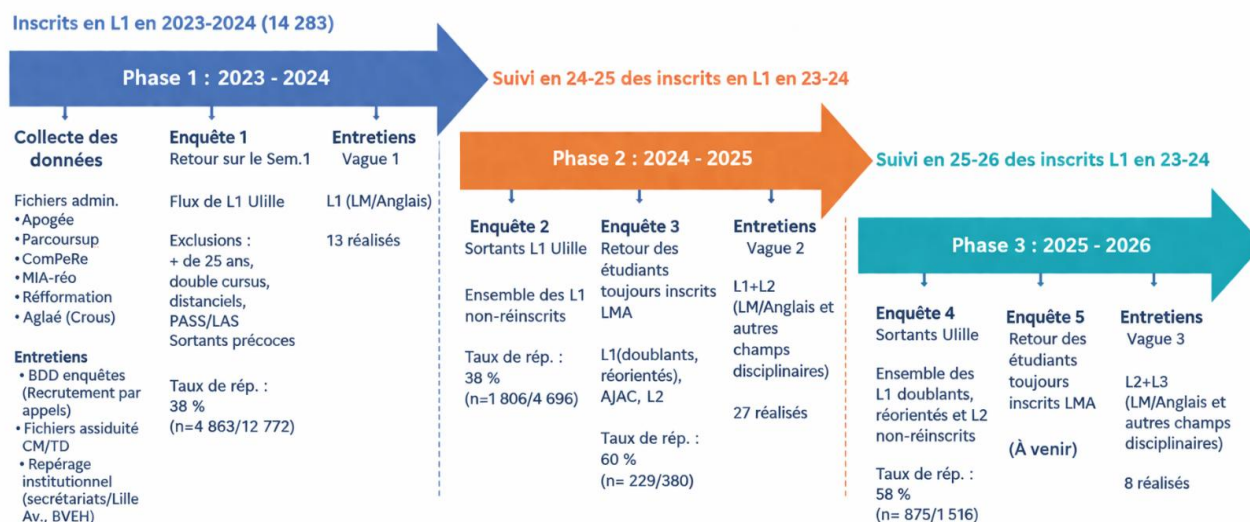 Inscrits en L1 en 2023-2024 (14 283)
Phase 1 : 2023 - 2024
Collecte des
données
Fichiers admin.
• Apogée
• Parcoursup
• ComPeRe
• MIA-réo
• Réfformation
• Aglaé (Crous)
Entretiens
• BDD enquêtes
(Recrutement par
appels)
• Fichiers assiduité
CM/TD
• Repérage
institutionnel
(secrétariats/Lille
Av., BVEH)
Enquête 1
Retour sur le Sem.1
Flux de L1 Ulille
Exclusions :
+ de 25 ans,
double cursus,
distanciels,
PASS/LAS
Sortants précoces
Taux de rép. :
38 %
(n=4 863/12 772)
Entretiens
Vague 1
L1 (LM/Anglais)
13 réalisés
Suivi en 24-25 des inscrits en L1 en 23-24
Phase 2 : 2024 - 2025
Enquête 2
Sortants L1 Ulille
Ensemble des L1
non-réinscrits
Taux de rép. :
38 %
(n=1 806/4 696)
Enquête 3
Retour des
étudiants
toujours inscrits
LMA
L1(doublants,
réorientés),
AJAC, L2
Taux de rép. :
60 %
(n= 229/380)
Entretiens
Vague 2
L1+L2
(LM/Anglais et
autres
champs
disciplinaires)
27 réalisés
Suivi en 25-26 des inscrits L1 en 23-24
Phase 3 : 2025 - 2026
Enquête 4
Sortants Ulille
Ensemble des
L1 doublants,
réorientés et L2
non-réinscrits
Taux de rép. :
58 %
(n= 875/1 516)
Enquête 5
Retour des
étudiants
toujours
inscrits LMA
(À venir)
Entretiens
Vague 3
L2+L3
(LM/Anglais et
autres champs
disciplinaires)
8 réalisés